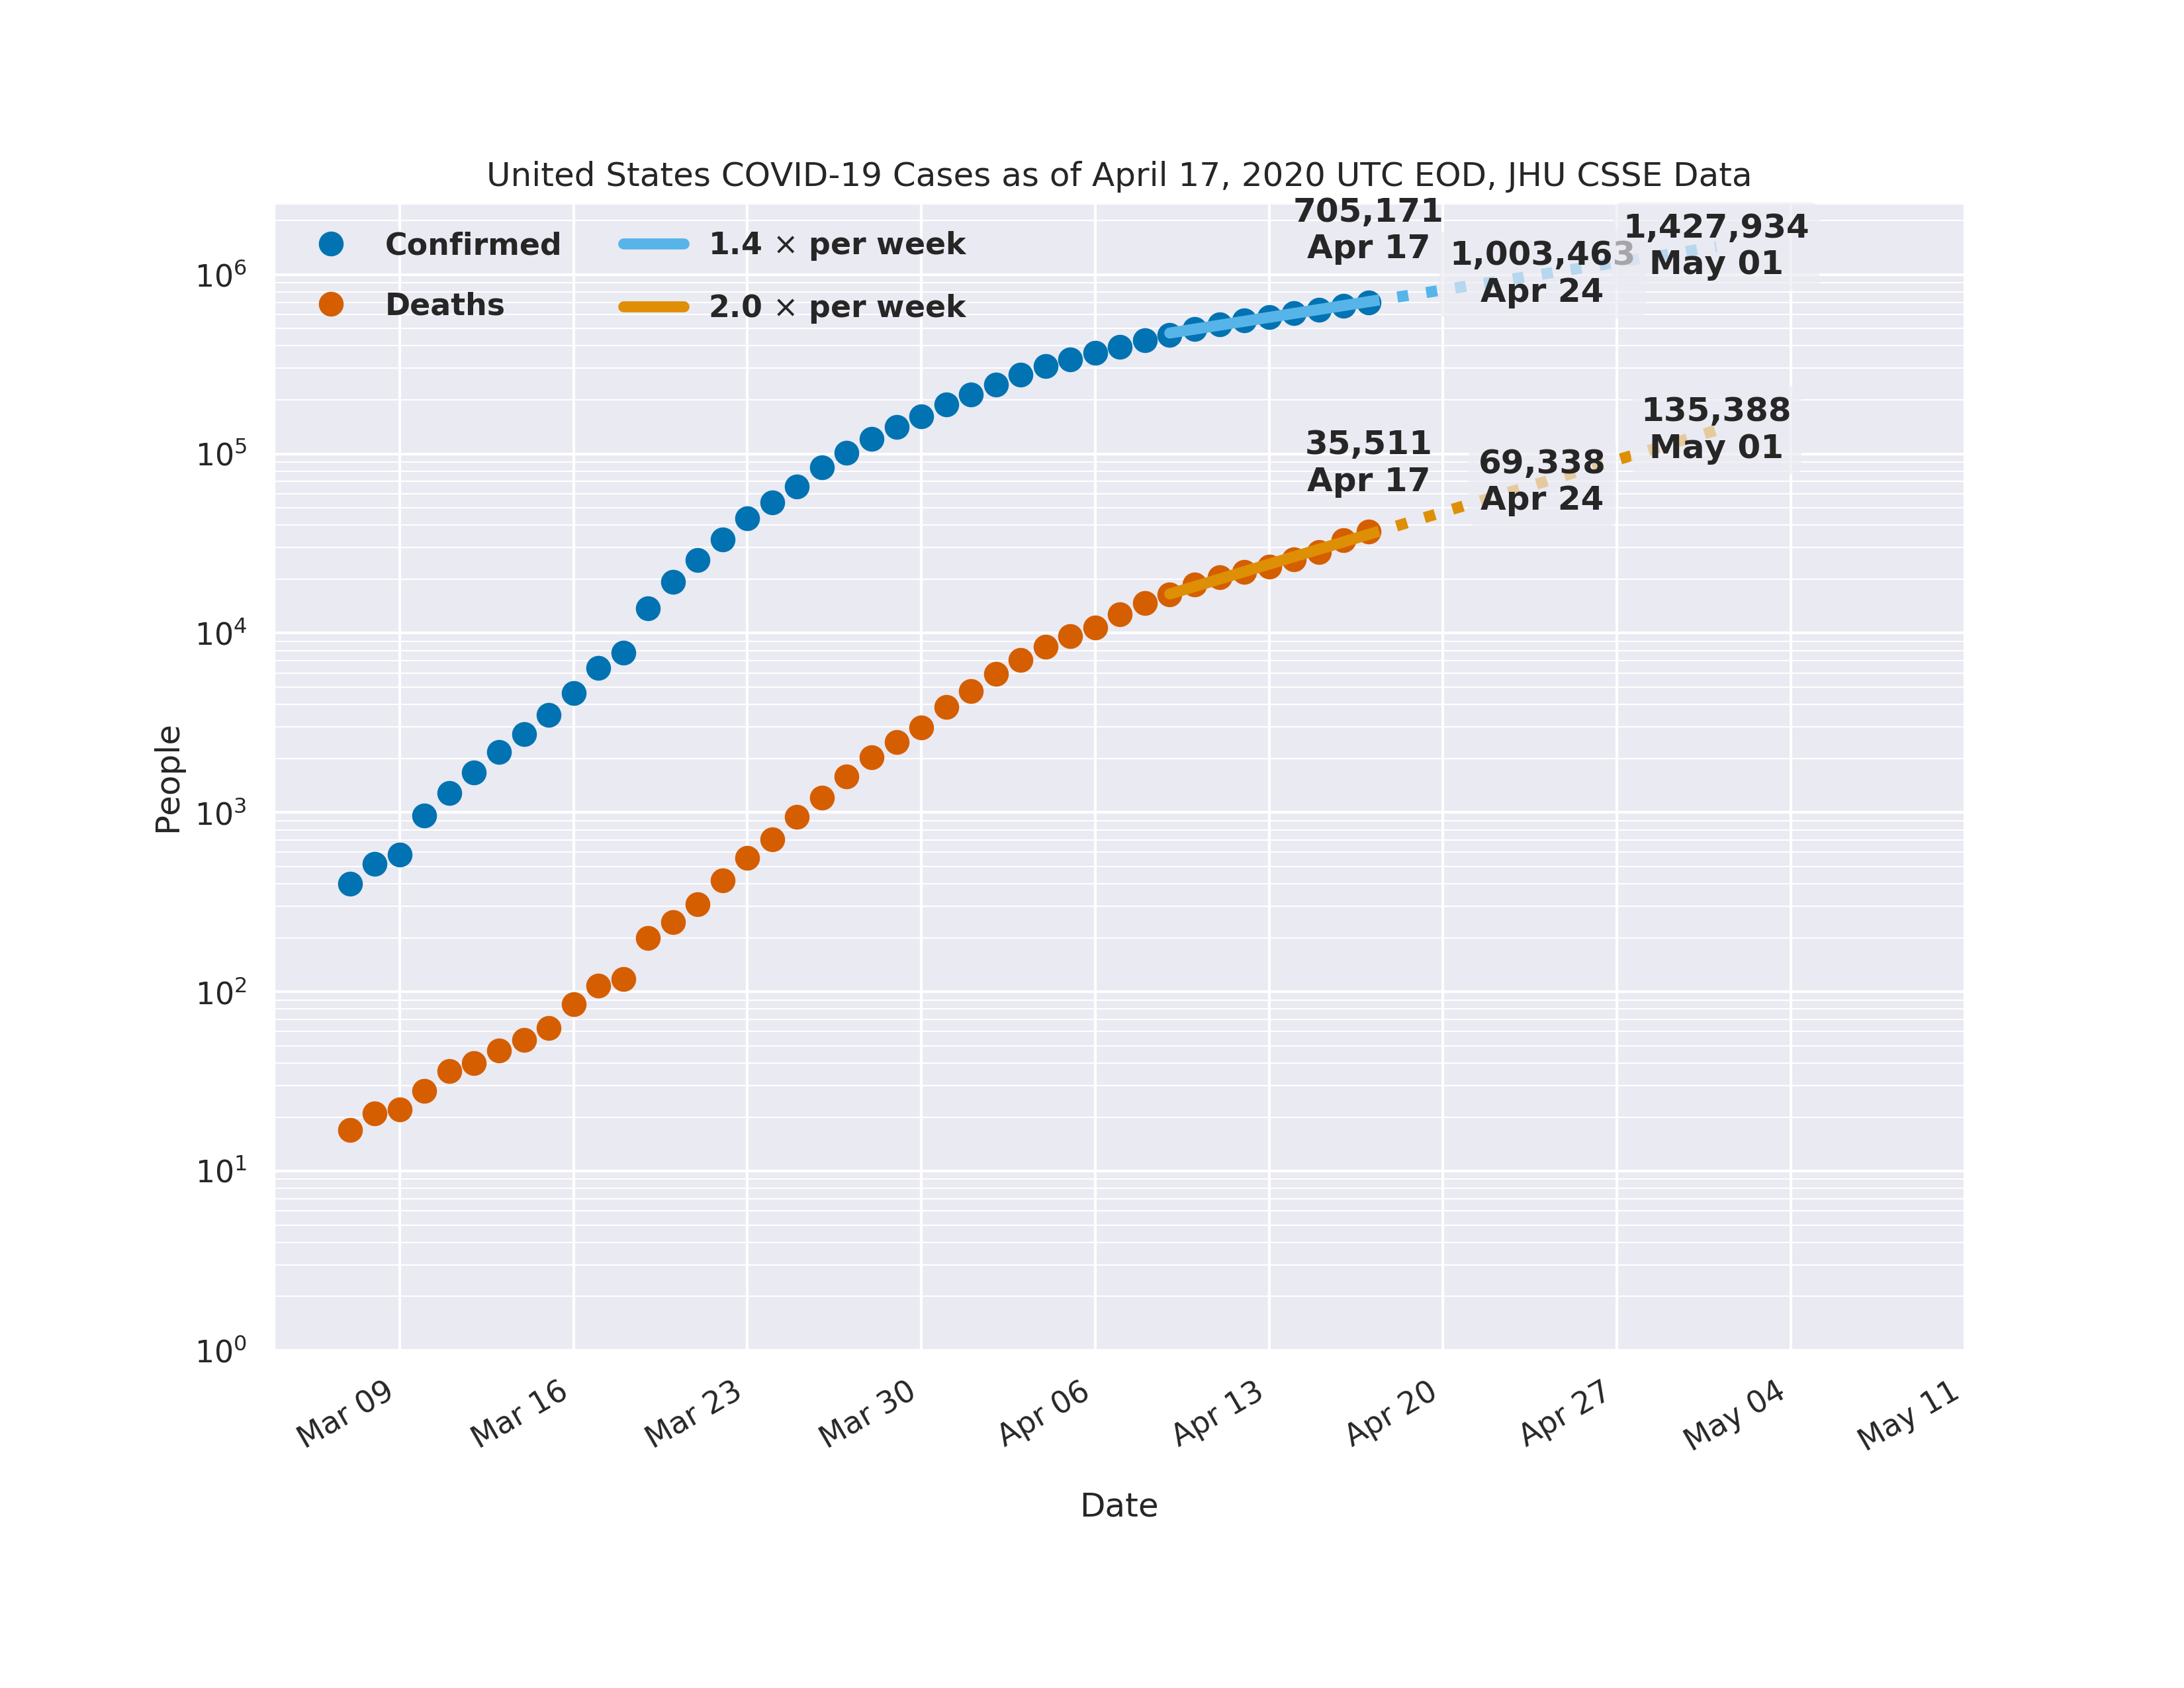 United States COVID-19 Cases as of April 17, 2020 UTC EOD, JHU CSSE Data
Confirmed
Deaths
1.4 × per week
2.0 × per week
705,171
Apr 17
1,003,463
Apr 24
1,427,934
May 01
35,511
Apr 17
69,338
Apr 24
135,388
May 01
People
10⁶
10⁵
10⁴
10³
10²
10¹
10⁰
Mar 09
Mar 16
Mar 23
Mar 30
Apr 06
Apr 13
Apr 20
Apr 27
May 04
May 11
Date